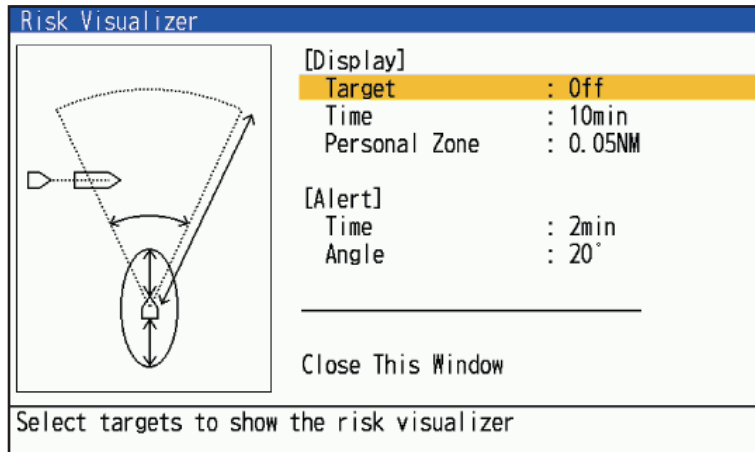 Risk Visualizer
[Display]
Target : Off
Time : 10min
Personal Zone : 0.05NM
[Alert]
Time : 2min
Angle : 20°
Close This Window
Select targets to show the risk visualizer